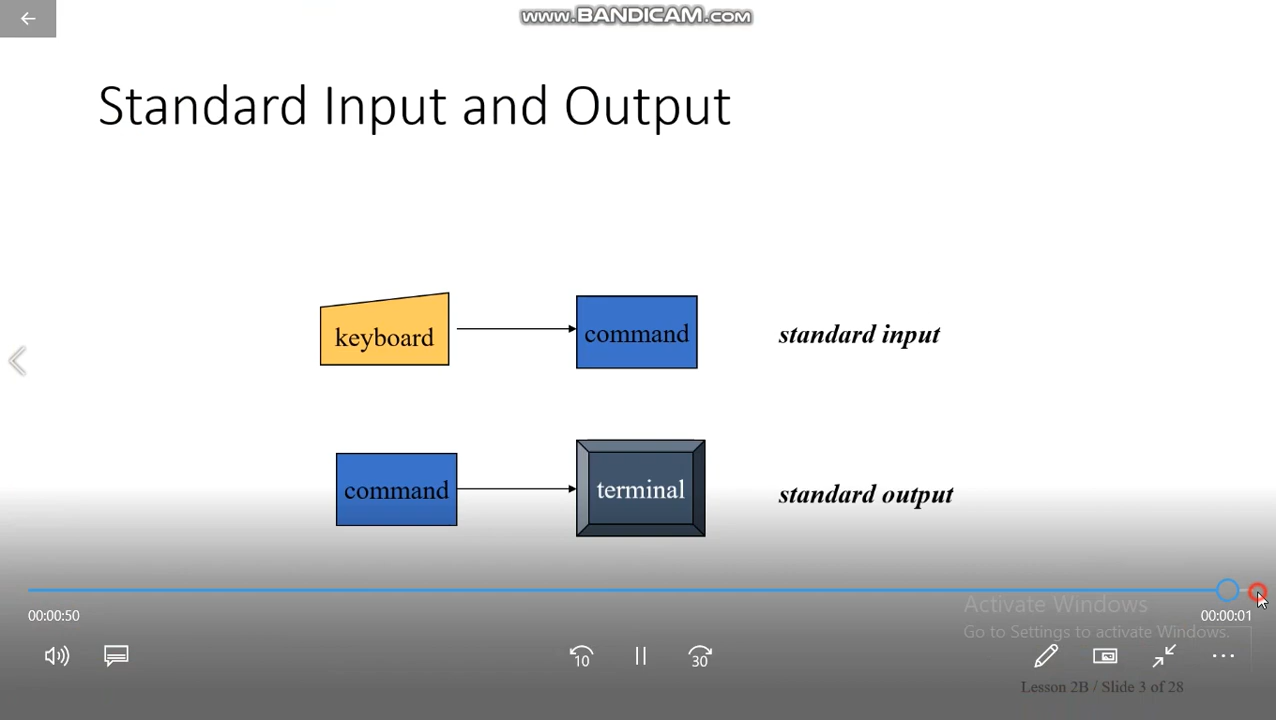 www.BANDICAM.com
Standard Input and Output
keyboard
command
standard input
command
terminal
standard output
Activate Windows
00:00:50
00:00:01
Go to Settings to activate Windows.
10
30
Lesson 2B / Slide 3 of 28